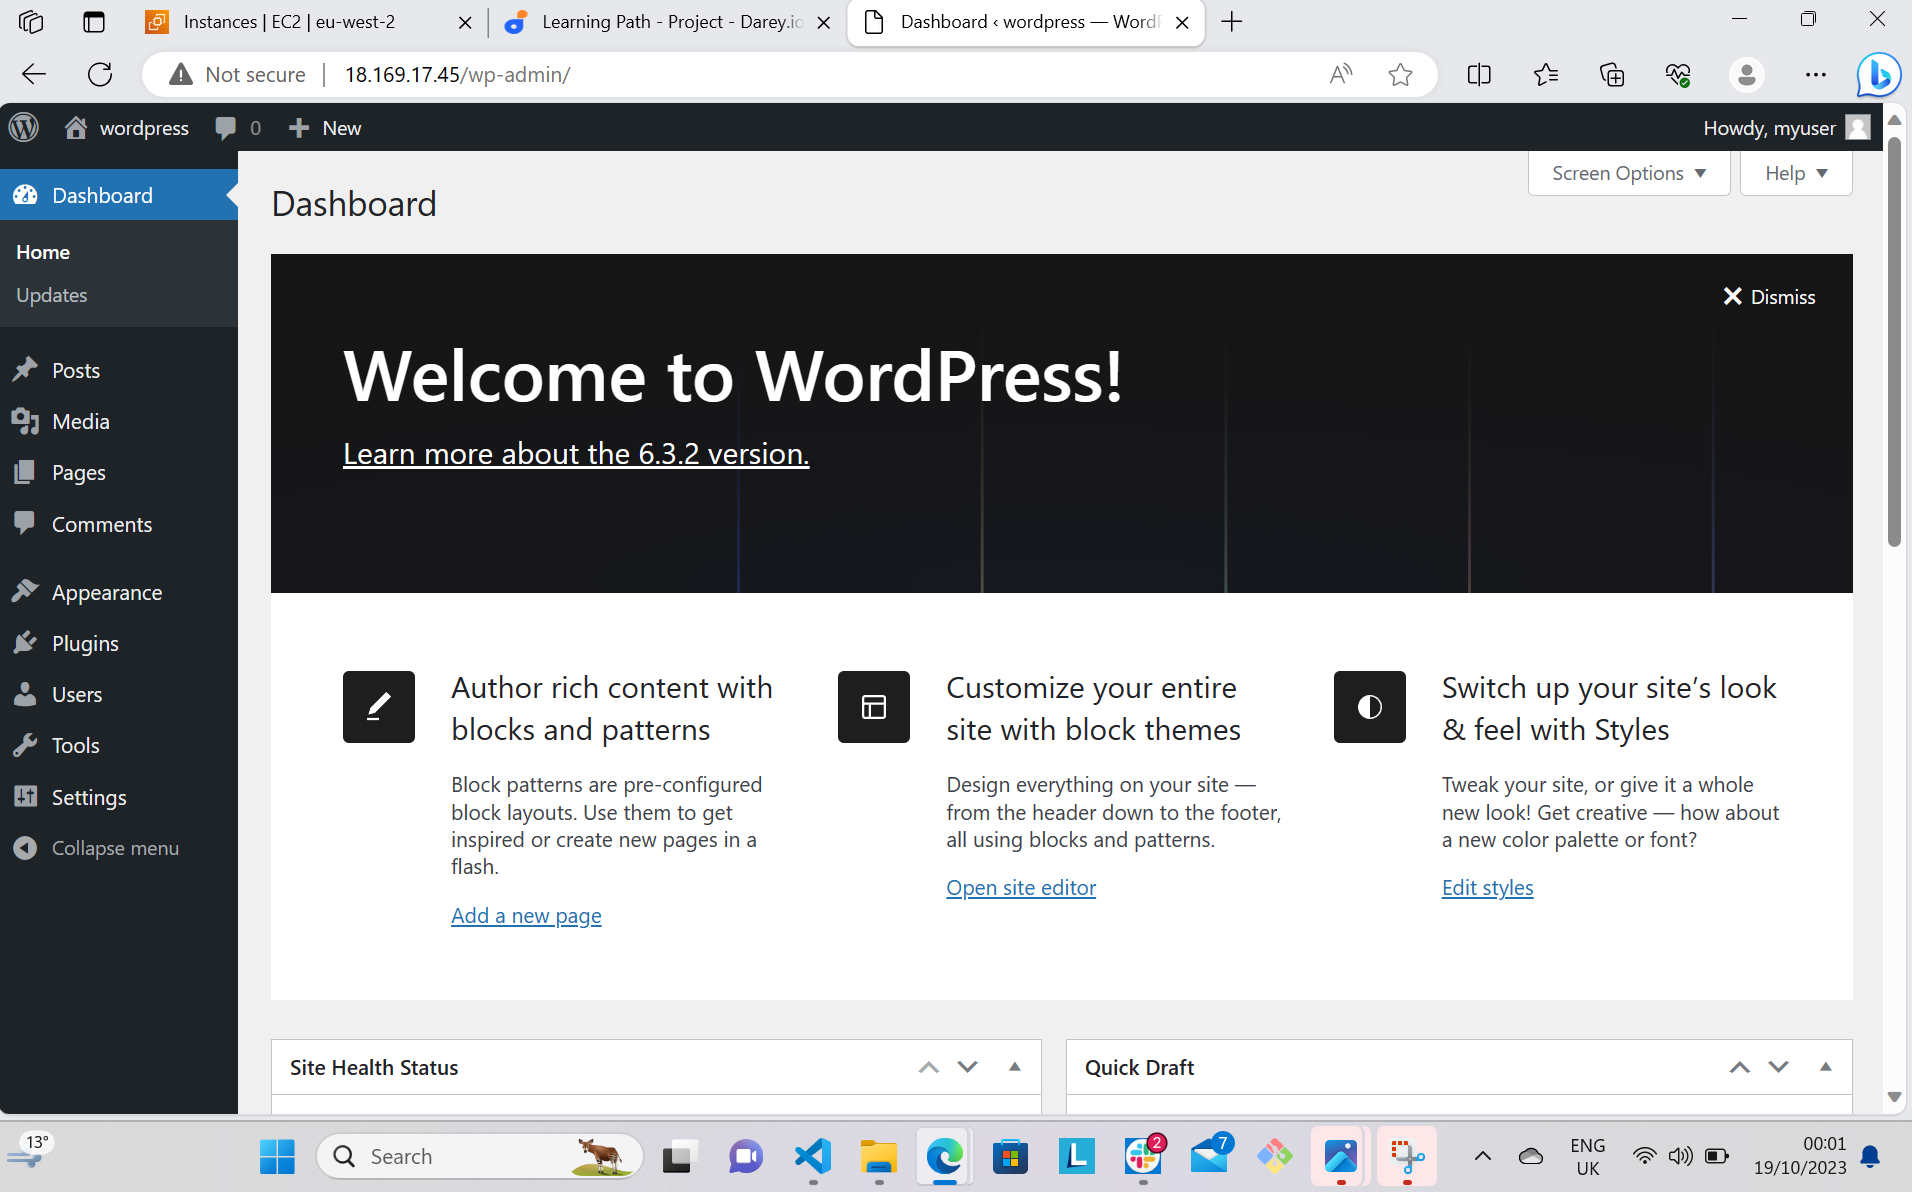 Instances | EC2 | eu-west-2
Learning Path - Project - Darey.io
Dashboard ‹ wordpress — WordP
Not secure
18.169.17.45/wp-admin/
wordpress
0
New
Howdy, myuser
Dashboard
Home
Updates
Posts
Media
Pages
Comments
Appearance
Plugins
Users
Tools
Settings
Collapse menu
Screen Options
Help
Dashboard
Dismiss
Welcome to WordPress!
Learn more about the 6.3.2 version.
Author rich content with
blocks and patterns
Block patterns are pre-configured
block layouts. Use them to get
inspired or create new pages in a
flash.
Add a new page
Customize your entire
site with block themes
Design everything on your site —
from the header down to the footer,
all using blocks and patterns.
Open site editor
Switch up your site’s look
& feel with Styles
Tweak your site, or give it a whole
new look! Get creative — how about
a new color palette or font?
Edit styles
Site Health Status
Quick Draft
13°
Search
L
2
7
ENG
UK
00:01
19/10/2023